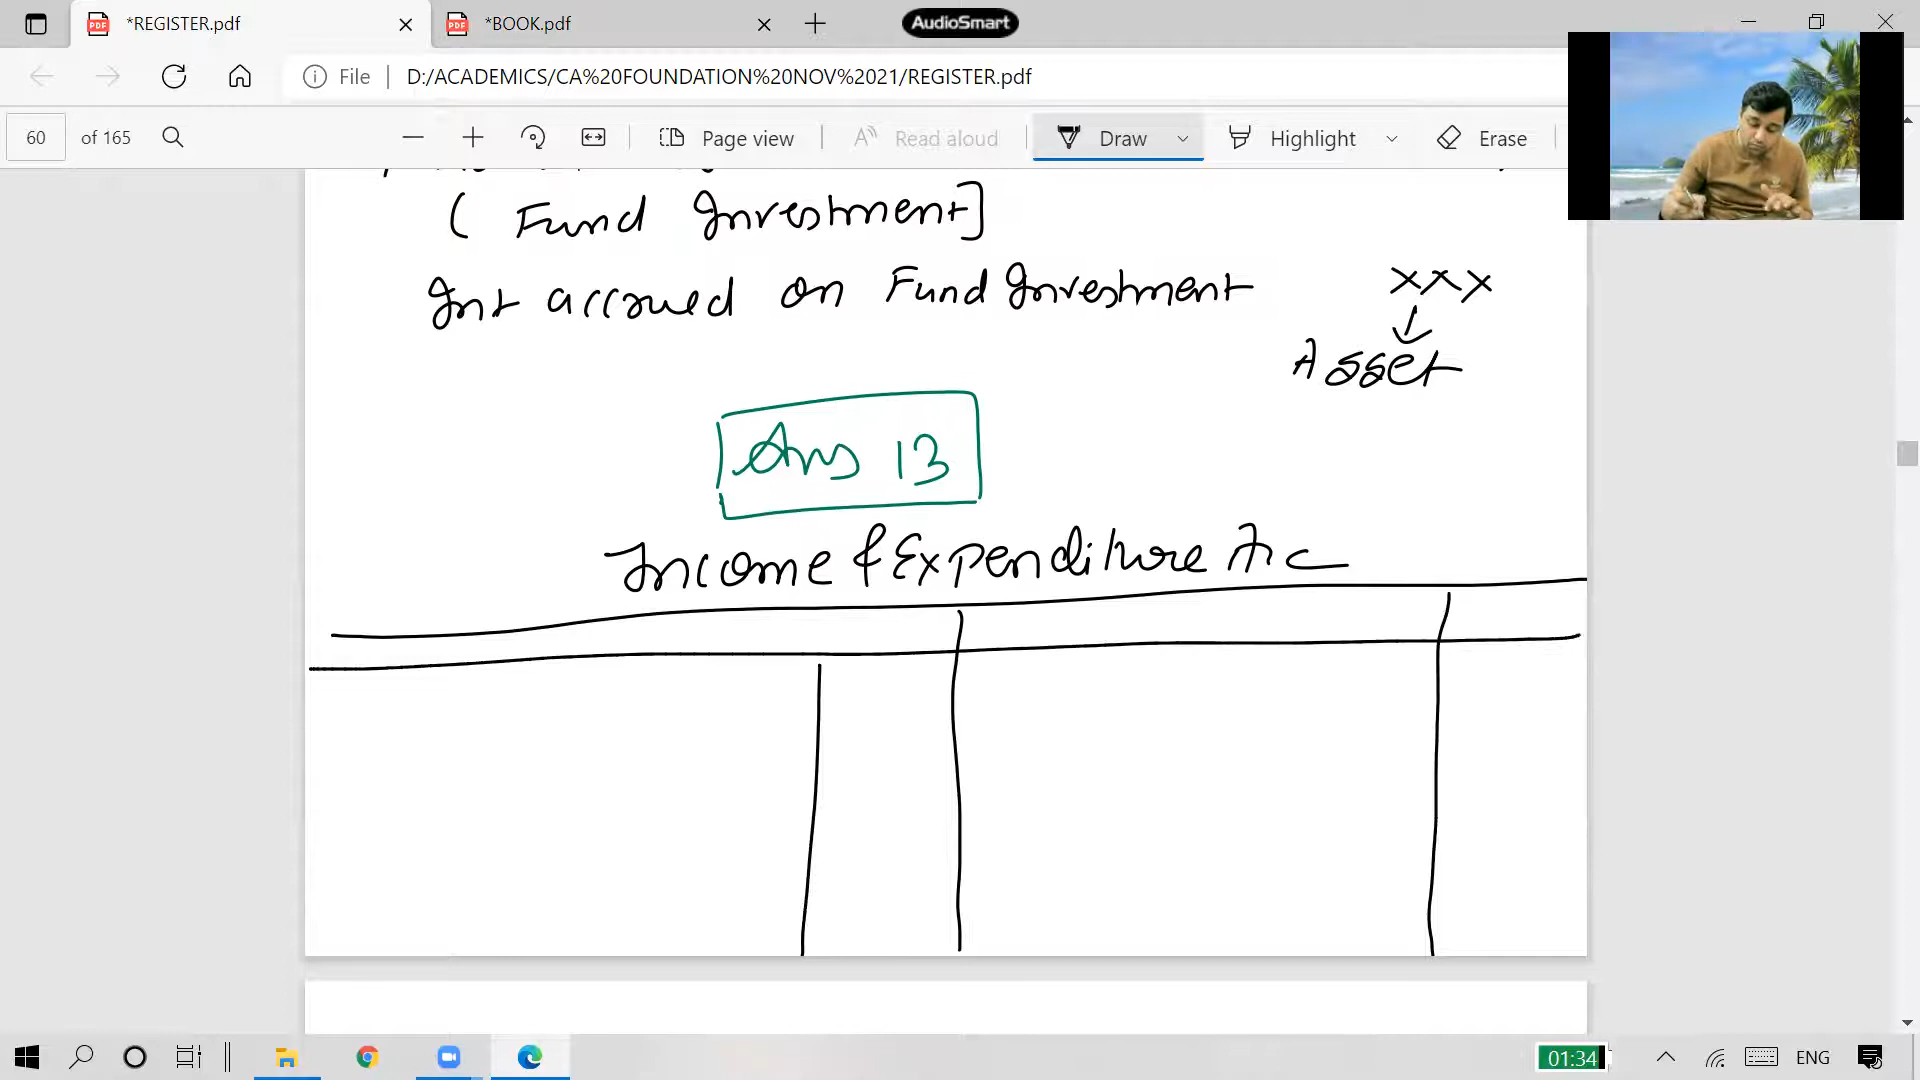 *REGISTER.pdf
*BOOK.pdf
AudioSmart
File
D:/ACADEMICS/CA%20FOUNDATION%20NOV%2021/REGISTER.pdf
60 of 165
Page view
Read aloud
Draw
Highlight
Erase
( Fund Investment]
Int accrued on Fund Investment xxx
Asset
Ans 13
Income & Expenditure A/c
01:34
ENG